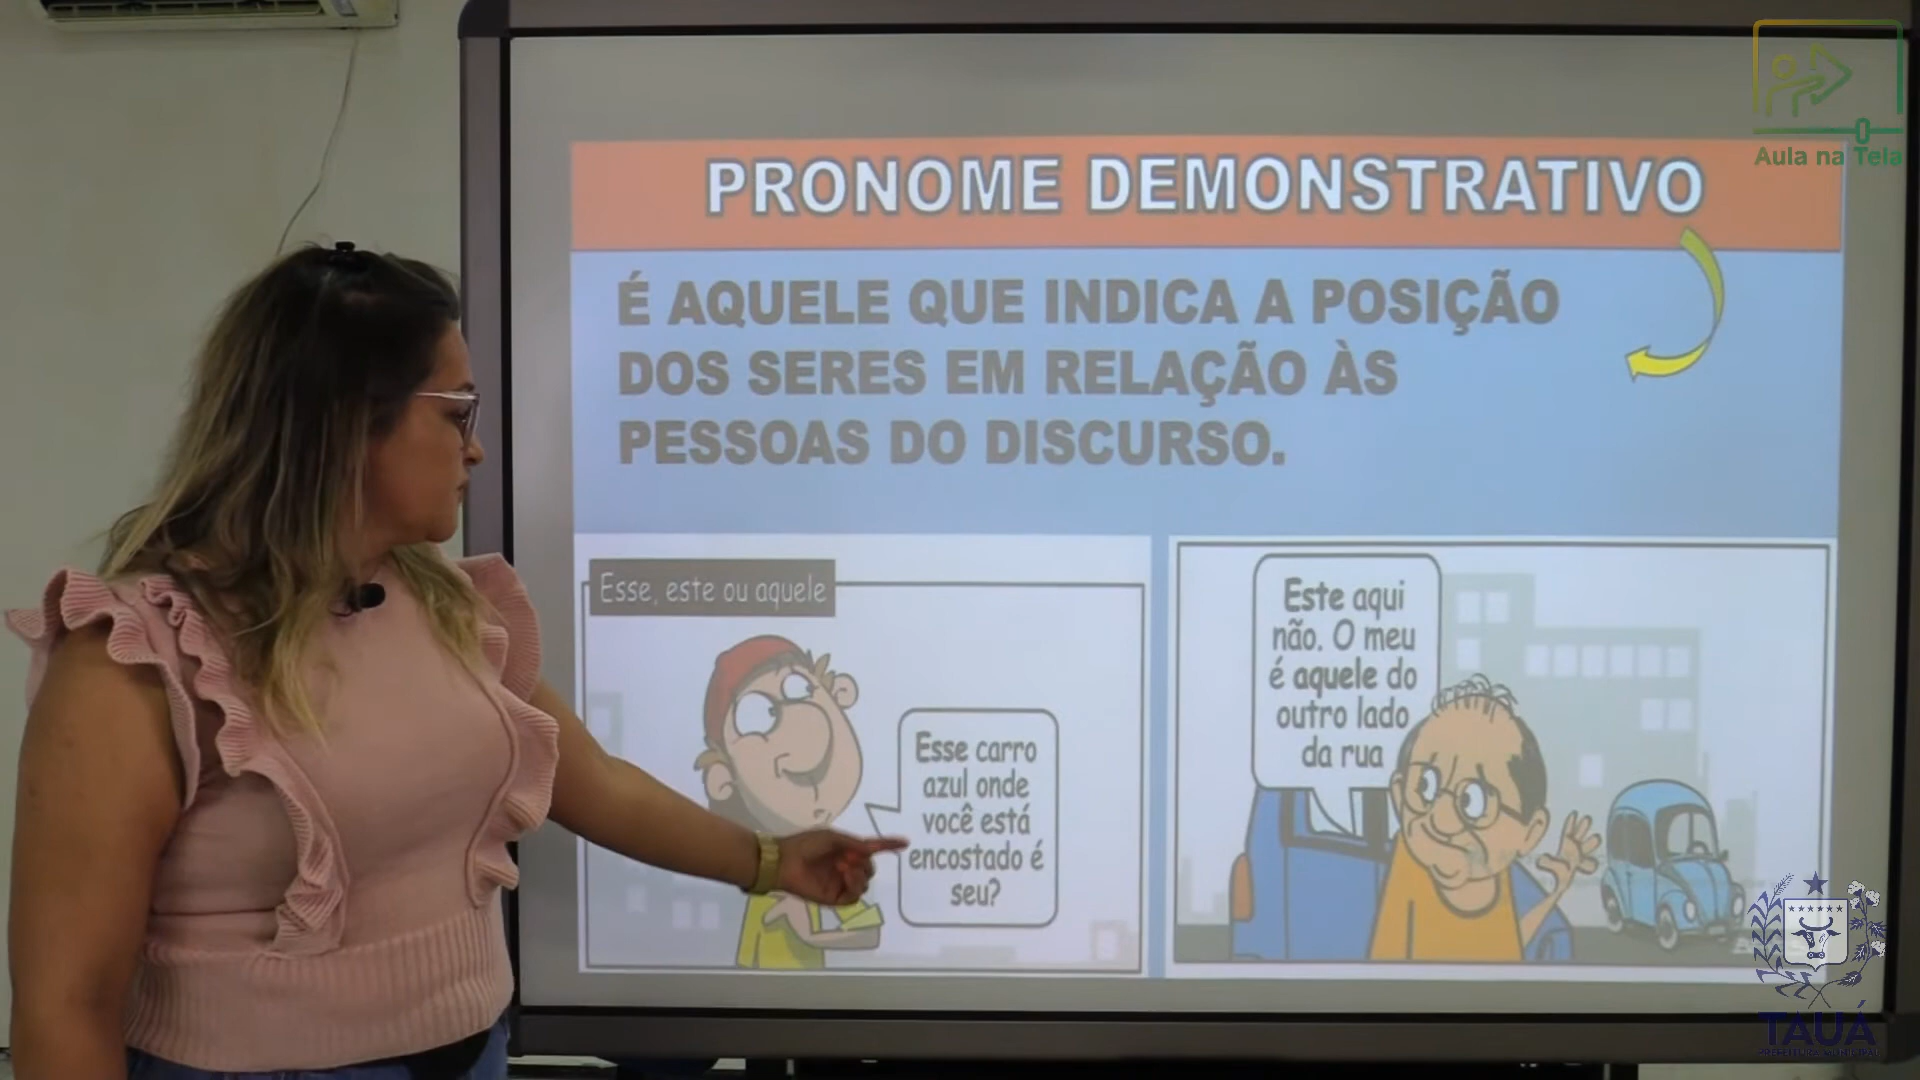 Aula na Tela
PRONOME DEMONSTRATIVO
É AQUELE QUE INDICA A POSIÇÃO
DOS SERES EM RELAÇÃO ÀS
PESSOAS DO DISCURSO.
Esse, este ou aquele
Esse carro
azul onde
você está
encostado é
seu?
Este aqui
não. O meu
é aquele do
outro lado
da rua
TAUÁ
PREFEITURA MUNICIPAL